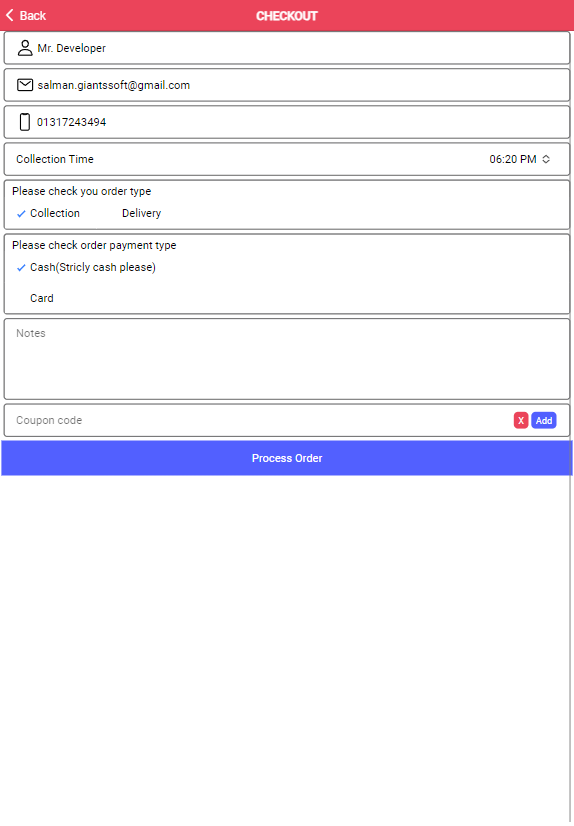 Back
CHECKOUT
Mr. Developer
salman.giantssoft@gmail.com
01317243494
Collection Time 06:20 PM
Please check you order type
Collection Delivery
Please check order payment type
Cash(Stricly cash please)
Card
Notes
Coupon code X Add
Process Order